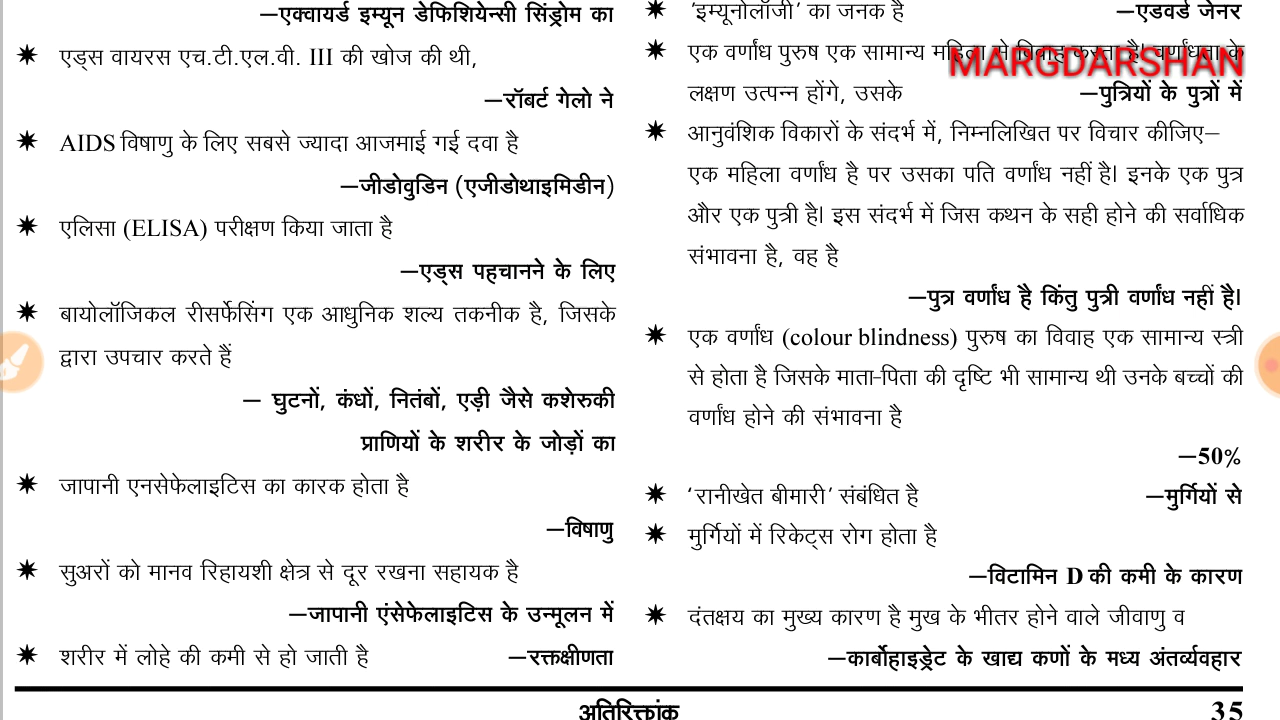 —एक्वायर्ड इम्यून डेफिशियेन्सी सिंड्रोम का
✷ एड्स वायरस एच.टी.एल.वी. III की खोज की थी,
—रॉबर्ट गेलो ने
✷ AIDS विषाणु के लिए सबसे ज्यादा आजमाई गई दवा है
—जीडोवुडिन (एजीडोथाइमिडीन)
✷ एलिसा (ELISA) परीक्षण किया जाता है
—एड्स पहचानने के लिए
✷ बायोलॉजिकल रीसर्फेसिंग एक आधुनिक शल्य तकनीक है, जिसके
द्वारा उपचार करते हैं
— घुटनों, कंधों, नितंबों, एड़ी जैसे कशेरुकी
प्राणियों के शरीर के जोड़ों का
✷ जापानी एनसेफेलाइटिस का कारक होता है
—विषाणु
✷ सुअरों को मानव रिहायशी क्षेत्र से दूर रखना सहायक है
—जापानी एंसेफेलाइटिस के उन्मूलन में
✷ शरीर में लोहे की कमी से हो जाती है —रक्तक्षीणता
✷ 'इम्यूनोलॉजी' का जनक है —एडवर्ड जेनर
✷ एक वर्णांध पुरुष एक सामान्य महिला से विवाह करता है। वर्णांधता के
MARGDARSHAN
लक्षण उत्पन्न होंगे, उसके —पुत्रियों के पुत्रों में
✷ आनुवंशिक विकारों के संदर्भ में, निम्नलिखित पर विचार कीजिए–
एक महिला वर्णांध है पर उसका पति वर्णांध नहीं है। इनके एक पुत्र
और एक पुत्री है। इस संदर्भ में जिस कथन के सही होने की सर्वाधिक
संभावना है, वह है
—पुत्र वर्णांध है किंतु पुत्री वर्णांध नहीं है।
✷ एक वर्णांध (colour blindness) पुरुष का विवाह एक सामान्य स्त्री
से होता है जिसके माता-पिता की दृष्टि भी सामान्य थी उनके बच्चों की
वर्णांध होने की संभावना है
—50%
✷ 'रानीखेत बीमारी' संबंधित है —मुर्गियों से
✷ मुर्गियों में रिकेट्स रोग होता है
—विटामिन D की कमी के कारण
✷ दंतक्षय का मुख्य कारण है मुख के भीतर होने वाले जीवाणु व
—कार्बोहाइड्रेट के खाद्य कणों के मध्य अंतर्व्यवहार
अतिरिक्तांक 35